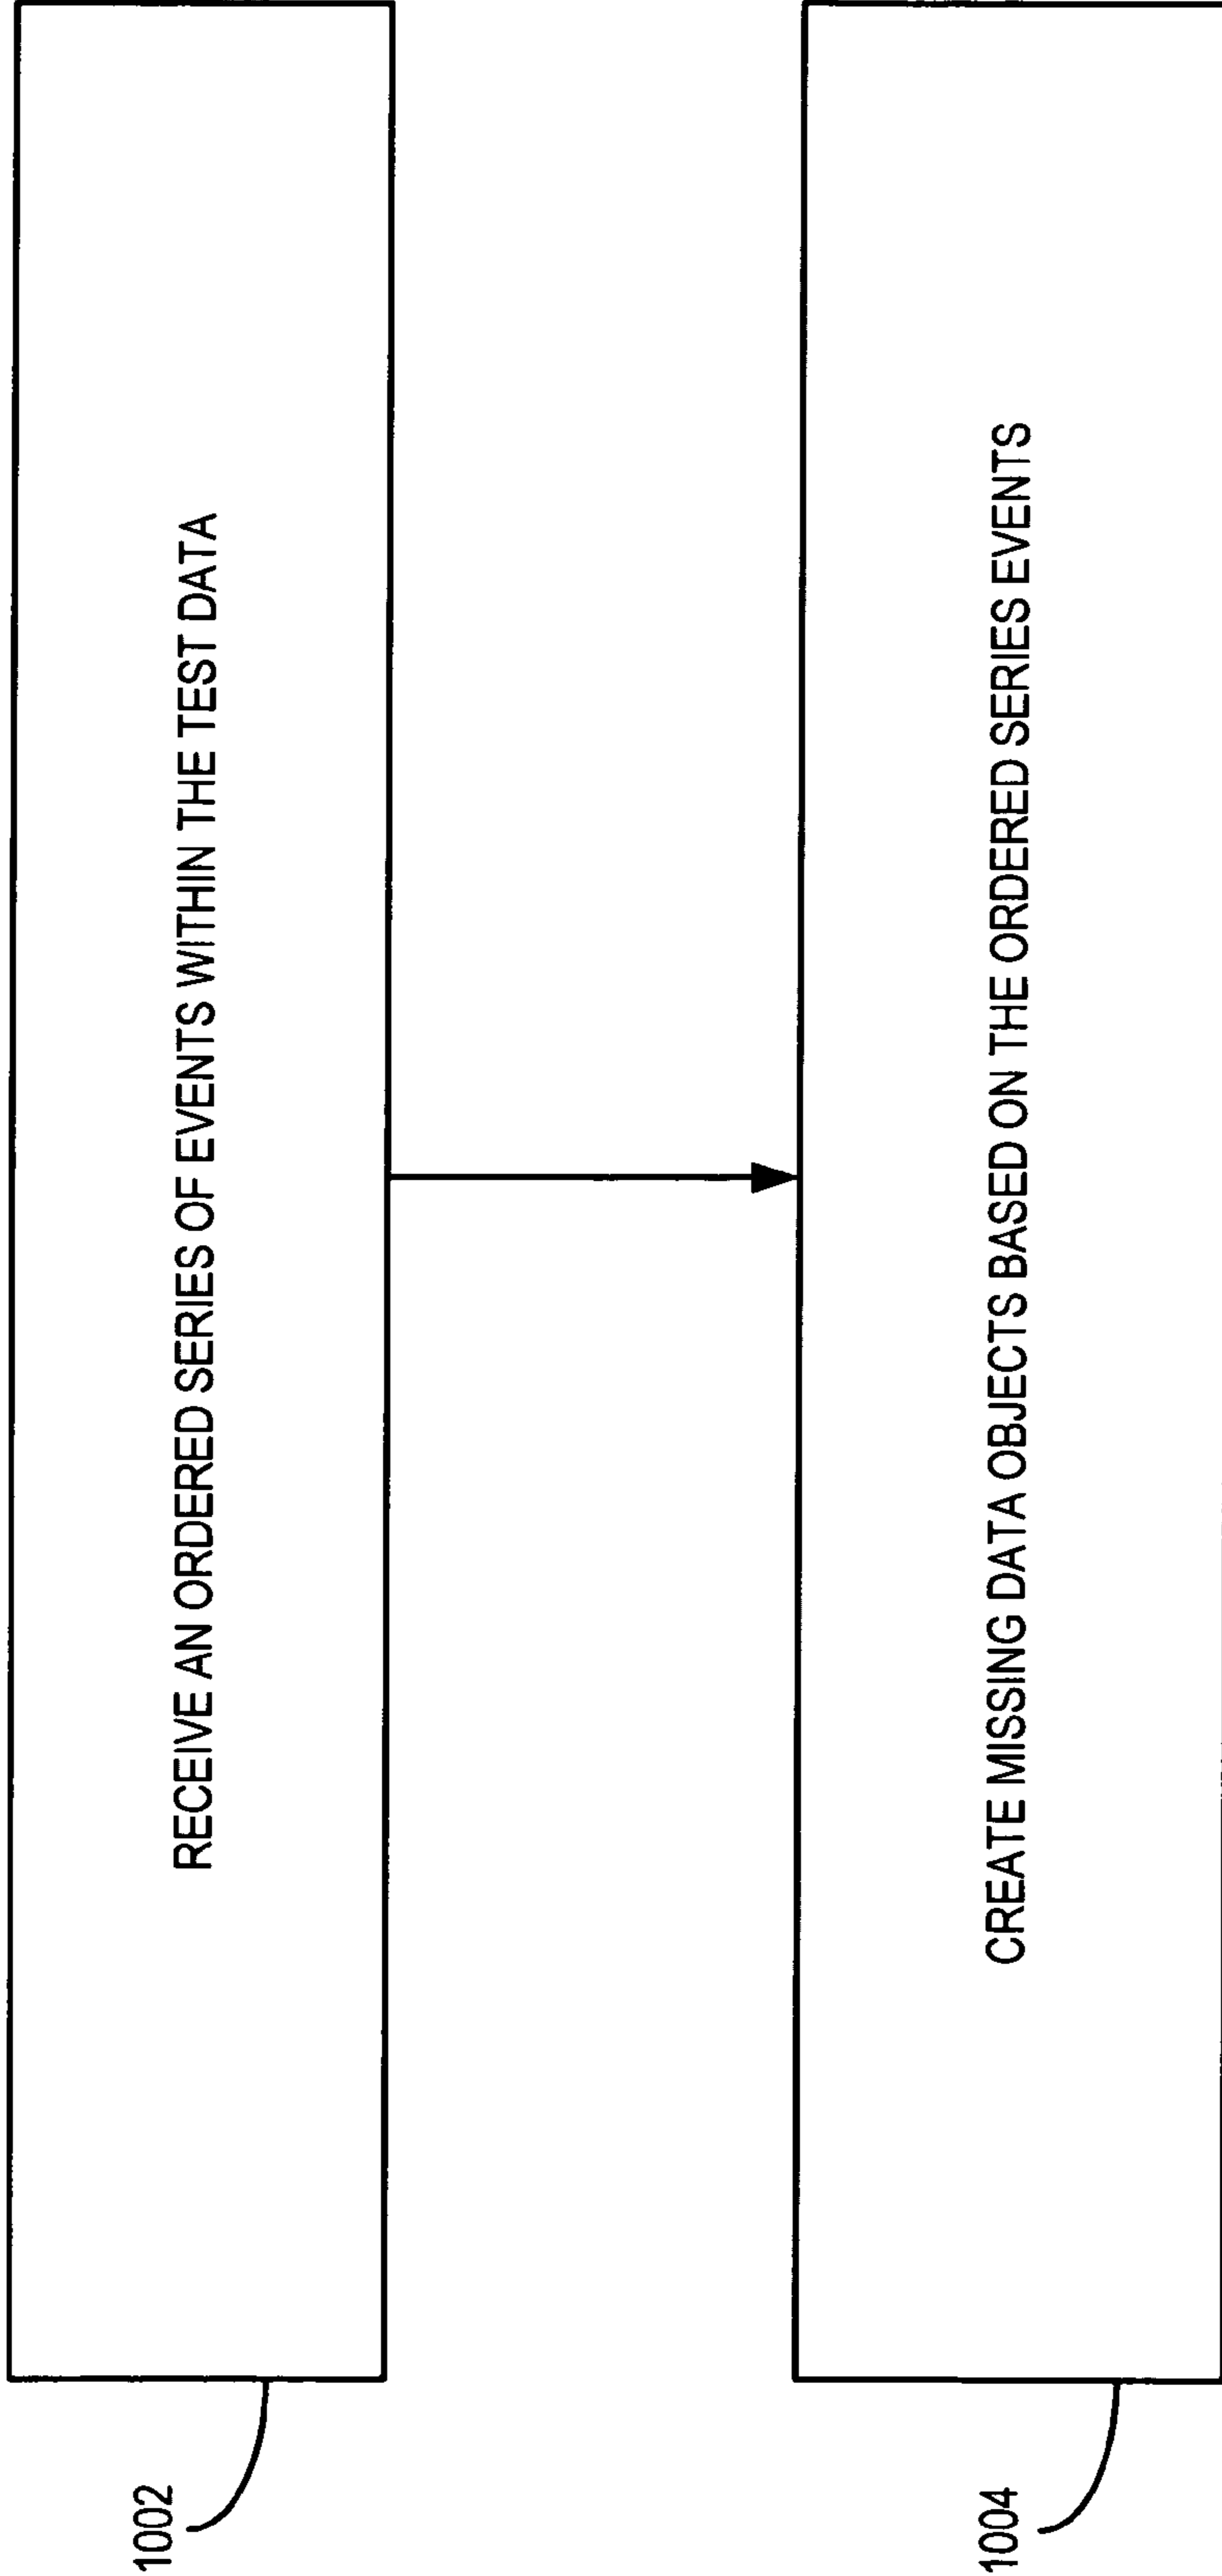 1002
RECEIVE AN ORDERED SERIES OF EVENTS WITHIN THE TEST DATA
1004
CREATE MISSING DATA OBJECTS BASED ON THE ORDERED SERIES EVENTS